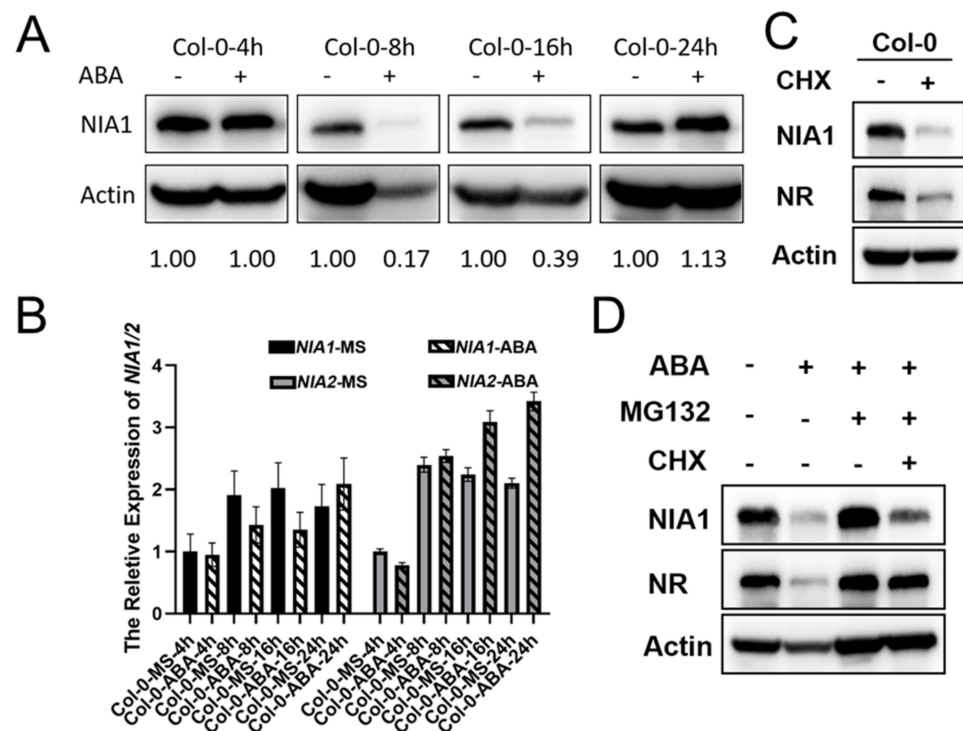 A
Col-0-4h Col-0-8h Col-0-16h Col-0-24h
ABA - + - + - + - +
NIA1
Actin
1.00 1.00 1.00 0.17 1.00 0.39 1.00 1.13
C
Col-0
CHX - +
NIA1
NR
Actin
B
The Reletive Expression of NIA1/2
NIA1-MS NIA1-ABA
NIA2-MS NIA2-ABA
4
3
2
1
0
Col-0-MS-4h
Col-0-ABA-4h
Col-0-MS-8h
Col-0-ABA-8h
Col-0-MS-16h
Col-0-ABA-16h
Col-0-MS-24h
Col-0-ABA-24h
Col-0-MS-4h
Col-0-ABA-4h
Col-0-MS-8h
Col-0-ABA-8h
Col-0-MS-16h
Col-0-ABA-16h
Col-0-MS-24h
Col-0-ABA-24h
D
ABA - + + +
MG132 - - + +
CHX - - - +
NIA1
NR
Actin